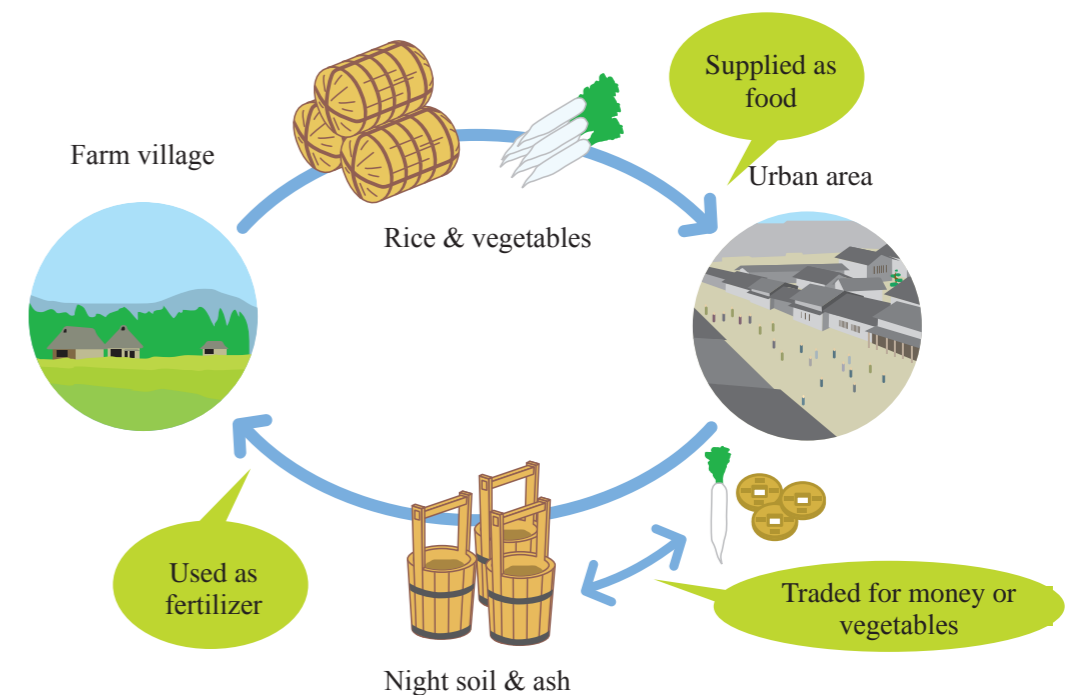 Supplied as
food
Farm village
Urban area
Rice & vegetables
Used as
fertilizer
Traded for money or
vegetables
Night soil & ash